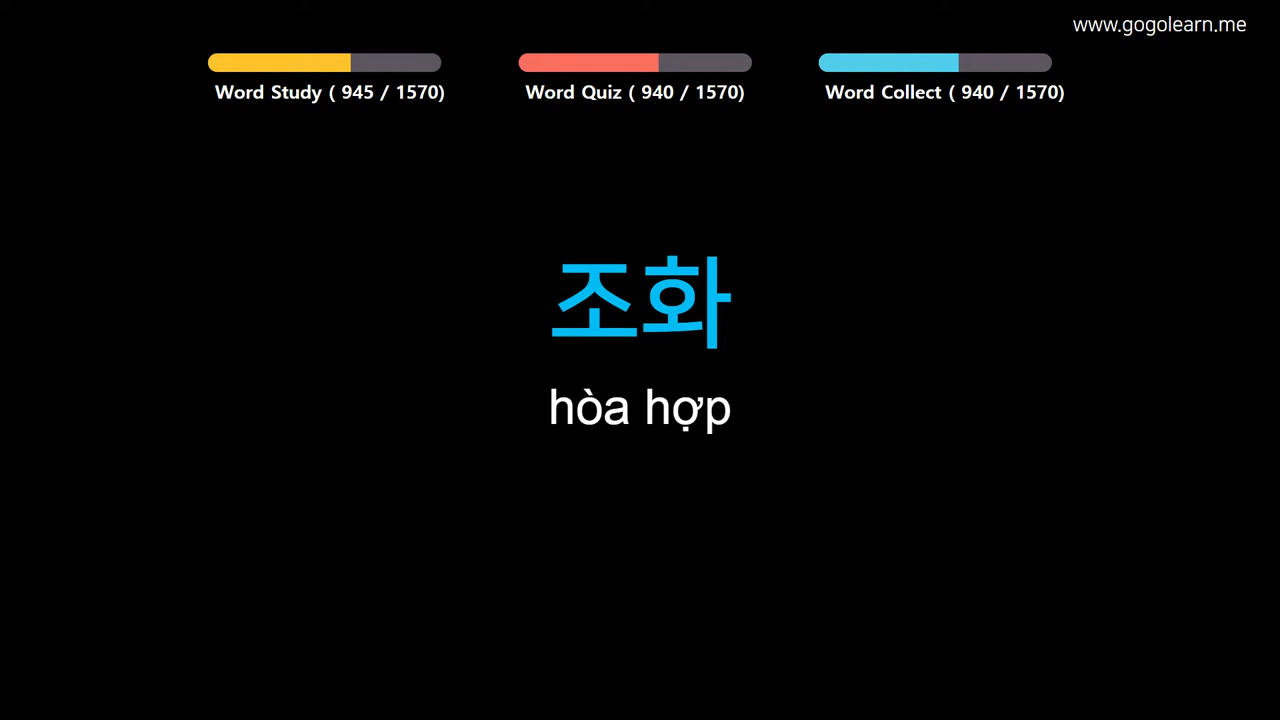 www.gogolearn.me
Word Study ( 945 / 1570)
Word Quiz ( 940 / 1570)
Word Collect ( 940 / 1570)
조화
hòa hợp